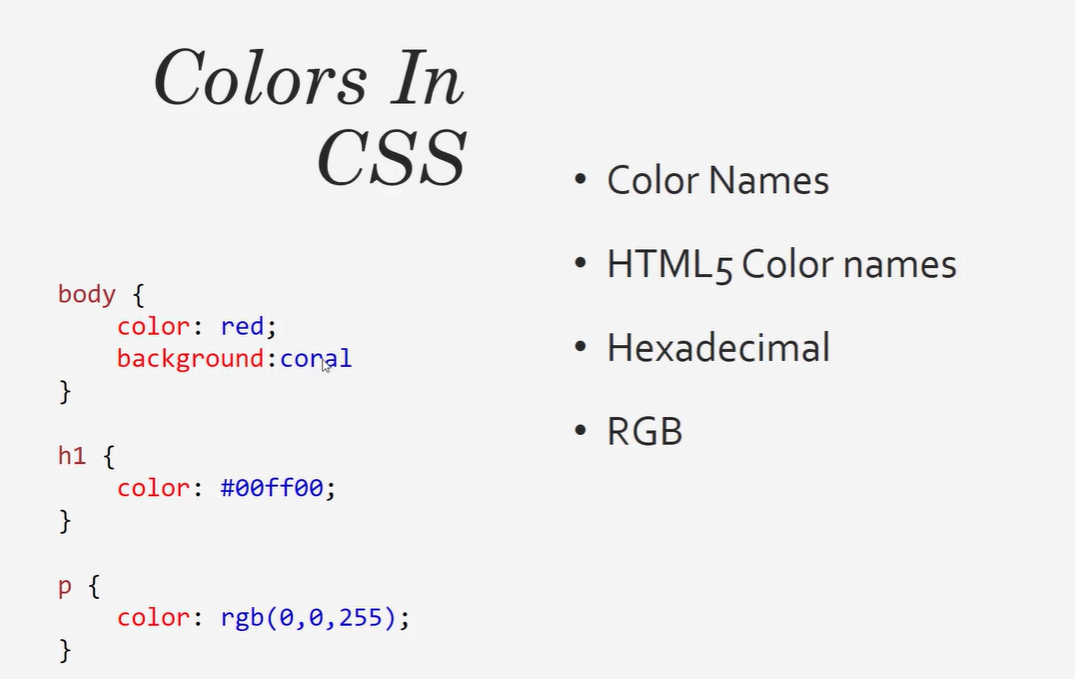 Colors In
CSS
body {
    color: red;
    background:coral
}
h1 {
    color: #00ff00;
}
p {
    color: rgb(0,0,255);
}
• Color Names
• HTML5 Color names
• Hexadecimal
• RGB